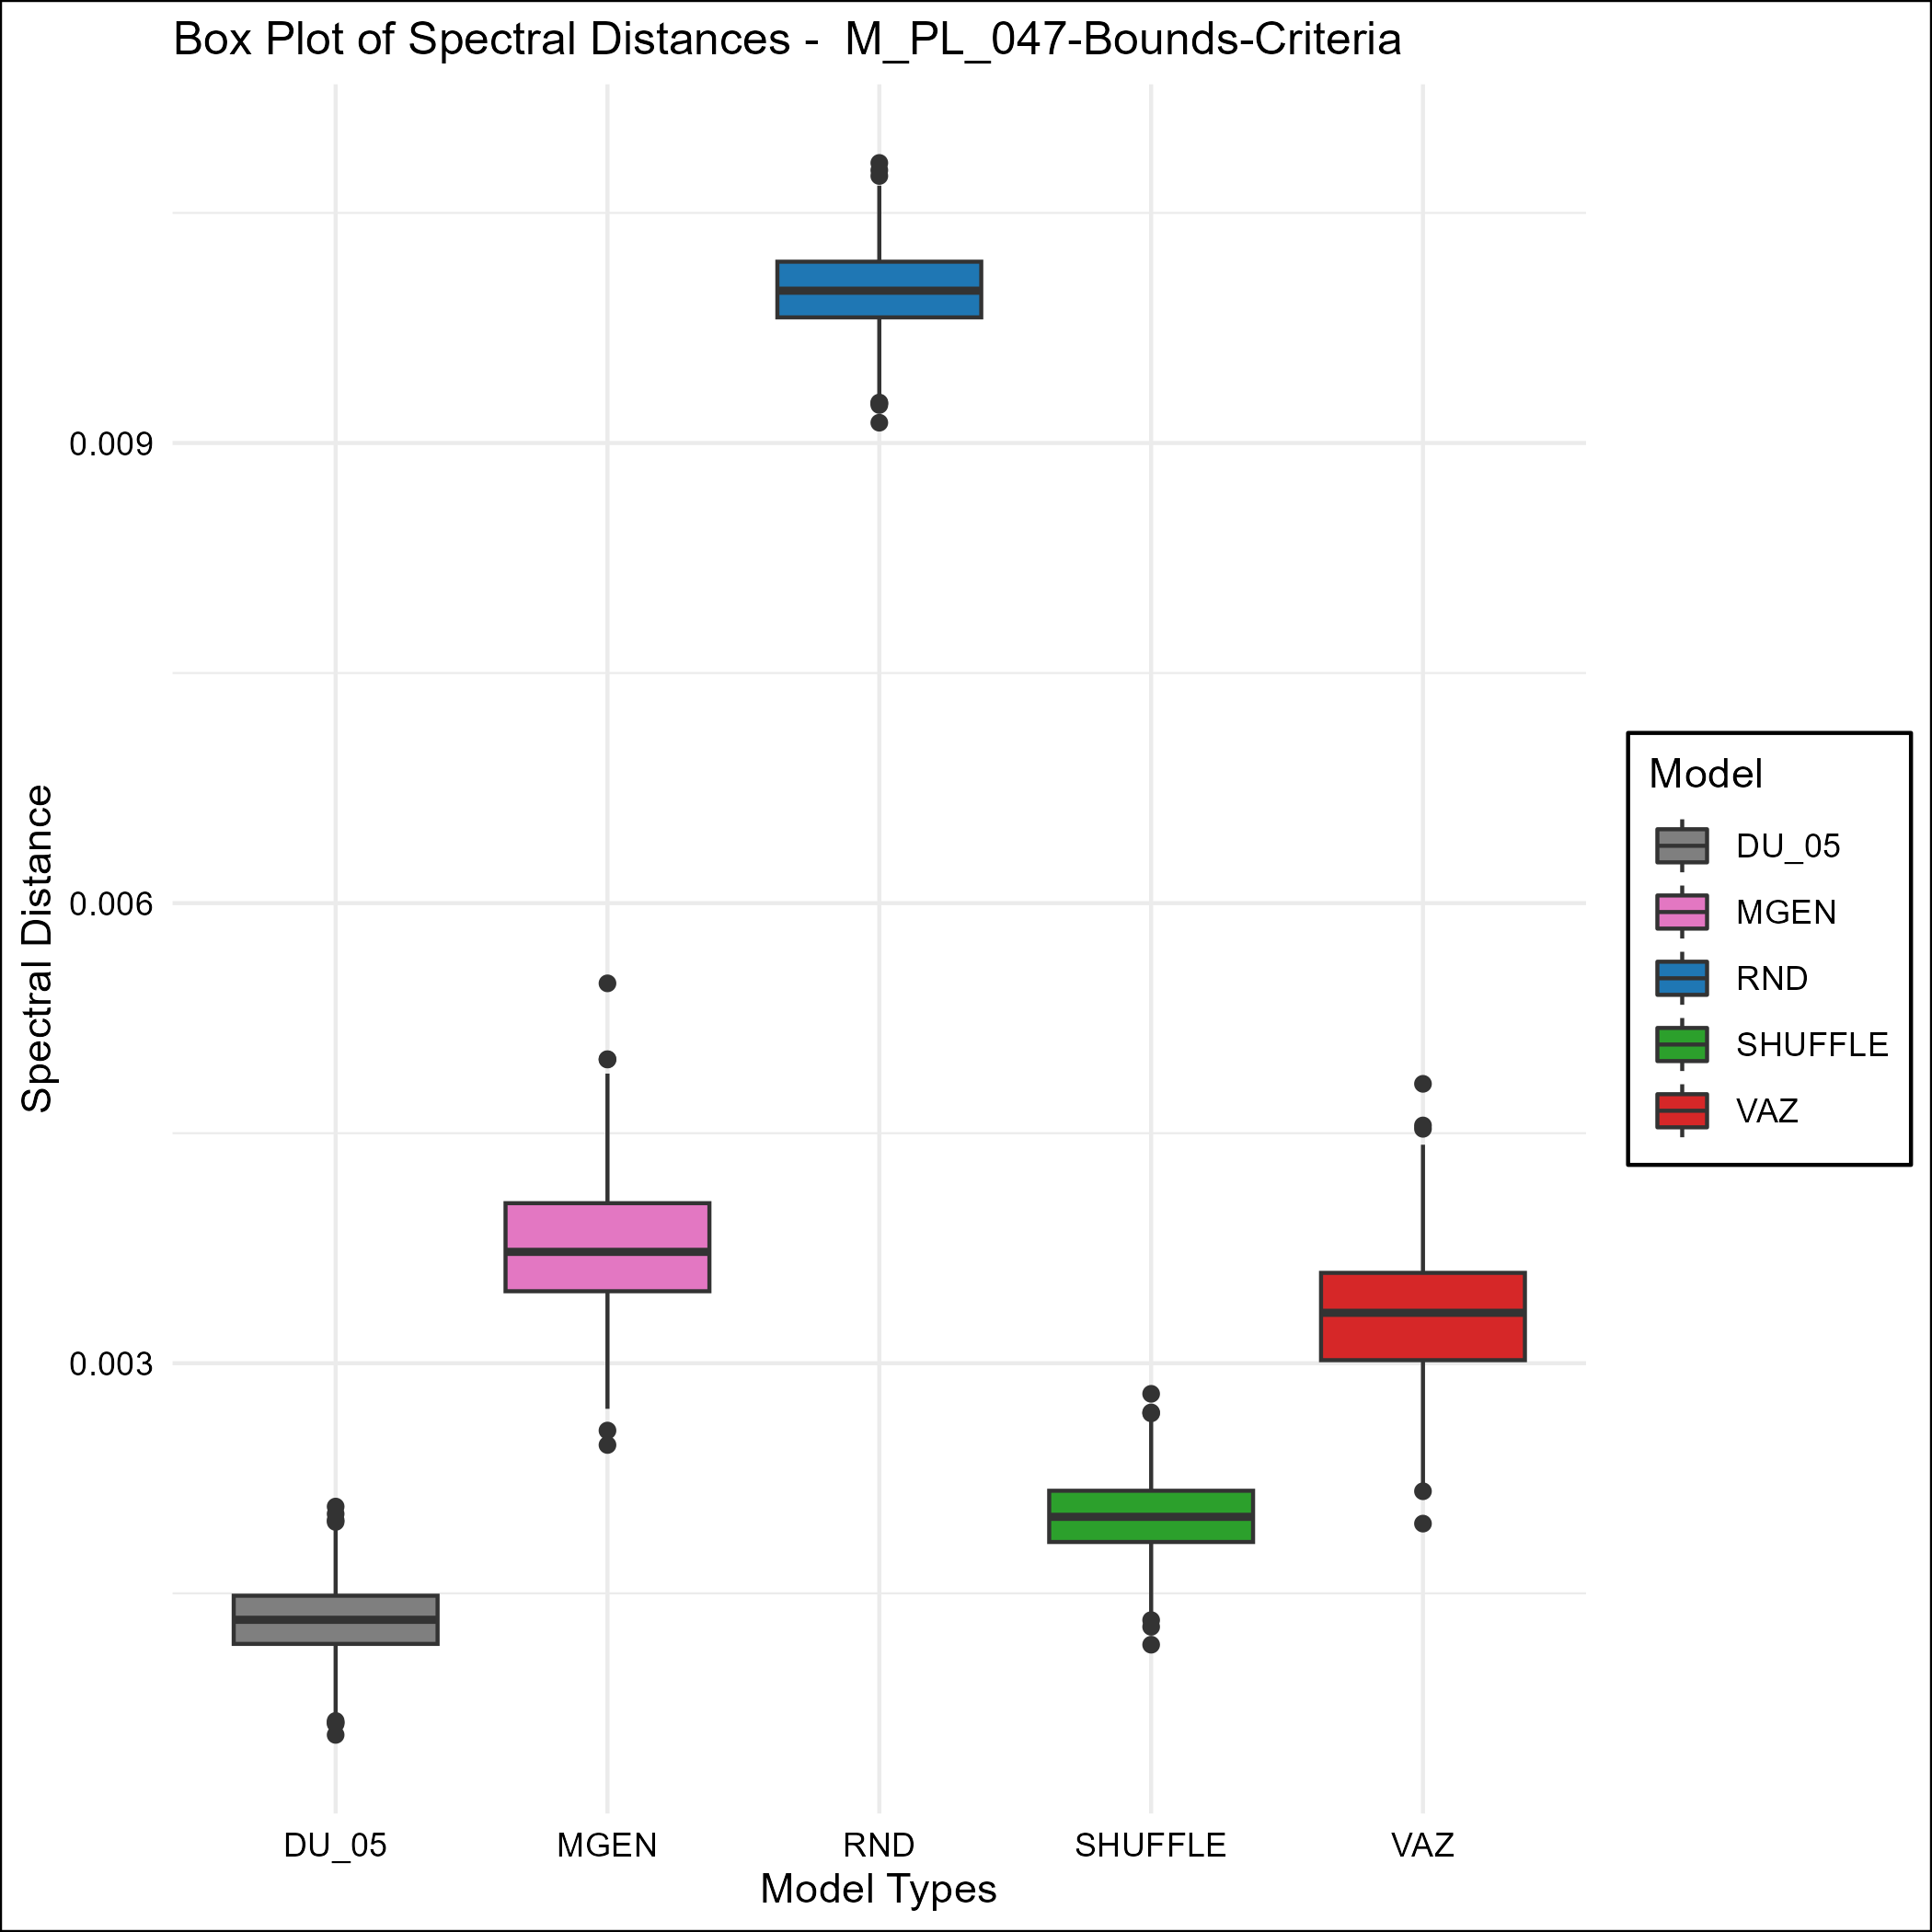 Box Plot of Spectral Distances -  M_PL_047-Bounds-Criteria
Spectral Distance
0.009
0.006
0.003
DU_05
MGEN
RND
SHUFFLE
VAZ
Model Types
Model
DU_05
MGEN
RND
SHUFFLE
VAZ